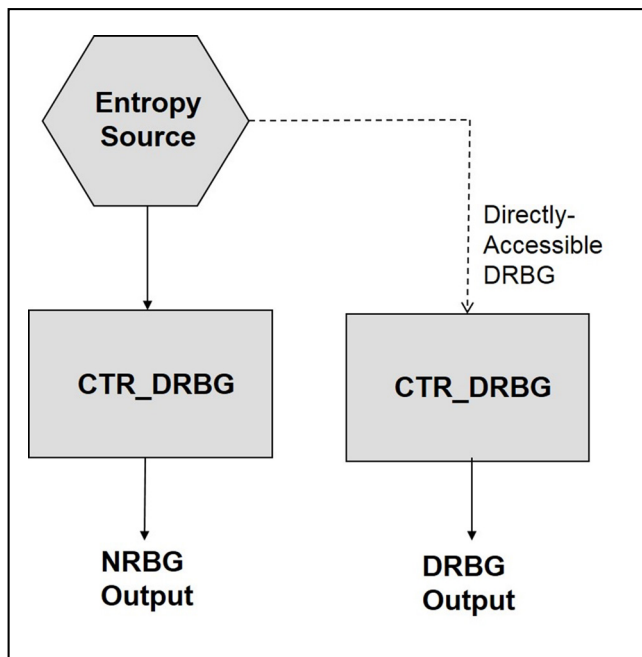 Entropy
Source
Directly-
Accessible
DRBG
CTR_DRBG
CTR_DRBG
NRBG
Output
DRBG
Output